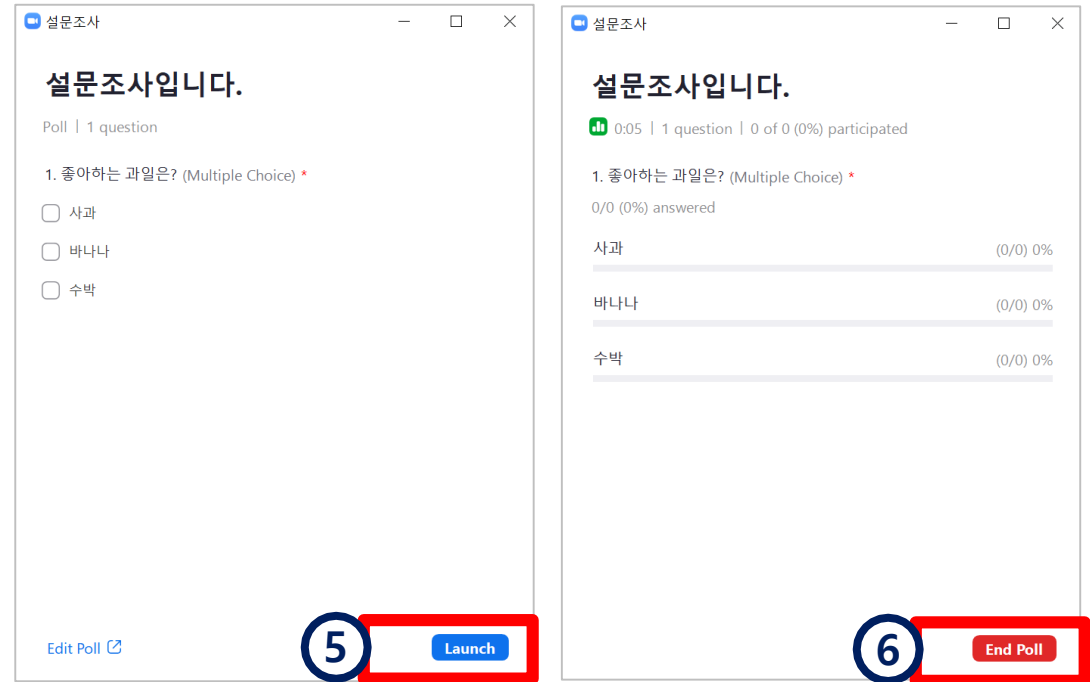 설문조사
설문조사입니다.
Poll | 1 question
1. 좋아하는 과일은? (Multiple Choice) *
사과
바나나
수박
Edit Poll
5
Launch
설문조사
설문조사입니다.
0:05 | 1 question | 0 of 0 (0%) participated
1. 좋아하는 과일은? (Multiple Choice) *
0/0 (0%) answered
사과 (0/0) 0%
바나나 (0/0) 0%
수박 (0/0) 0%
6
End Poll